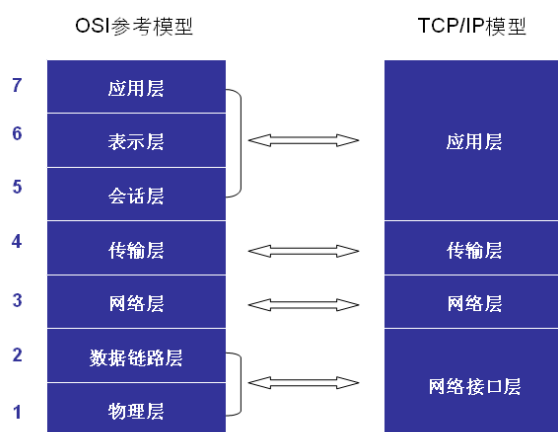 OSI参考模型
TCP/IP模型
7 应用层
6 表示层
应用层
5 会话层
4 传输层
传输层
3 网络层
网络层
2 数据链路层
网络接口层
1 物理层